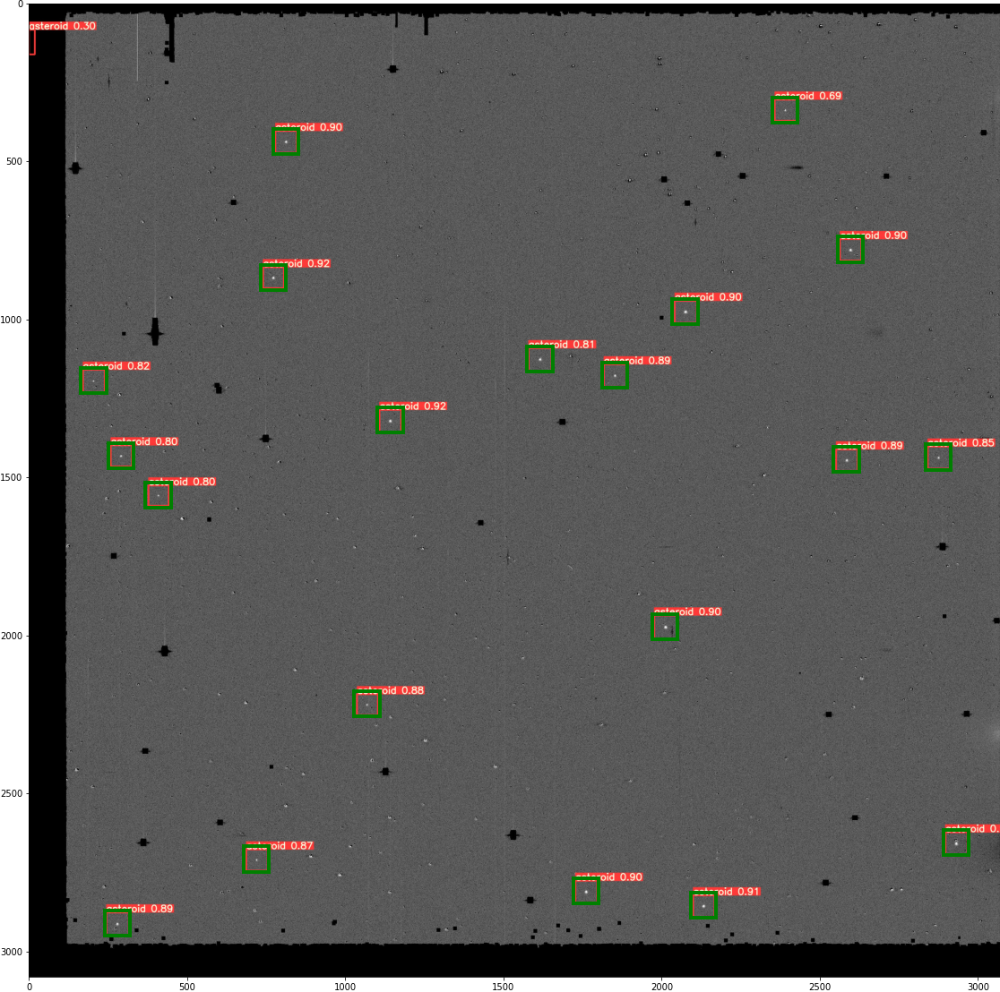 0
asteroid 0.30
asteroid 0.69
asteroid 0.90
500
asteroid 0.90
asteroid 0.92
asteroid 0.90
1000
asteroid 0.81
asteroid 0.89
asteroid 0.82
asteroid 0.92
asteroid 0.80
asteroid 0.89
asteroid 0.85
1500
asteroid 0.80
asteroid 0.90
2000
asteroid 0.88
2500
asteroid 0.
asteroid 0.87
asteroid 0.90
asteroid 0.91
asteroid 0.89
3000
0 500 1000 1500 2000 2500 3000